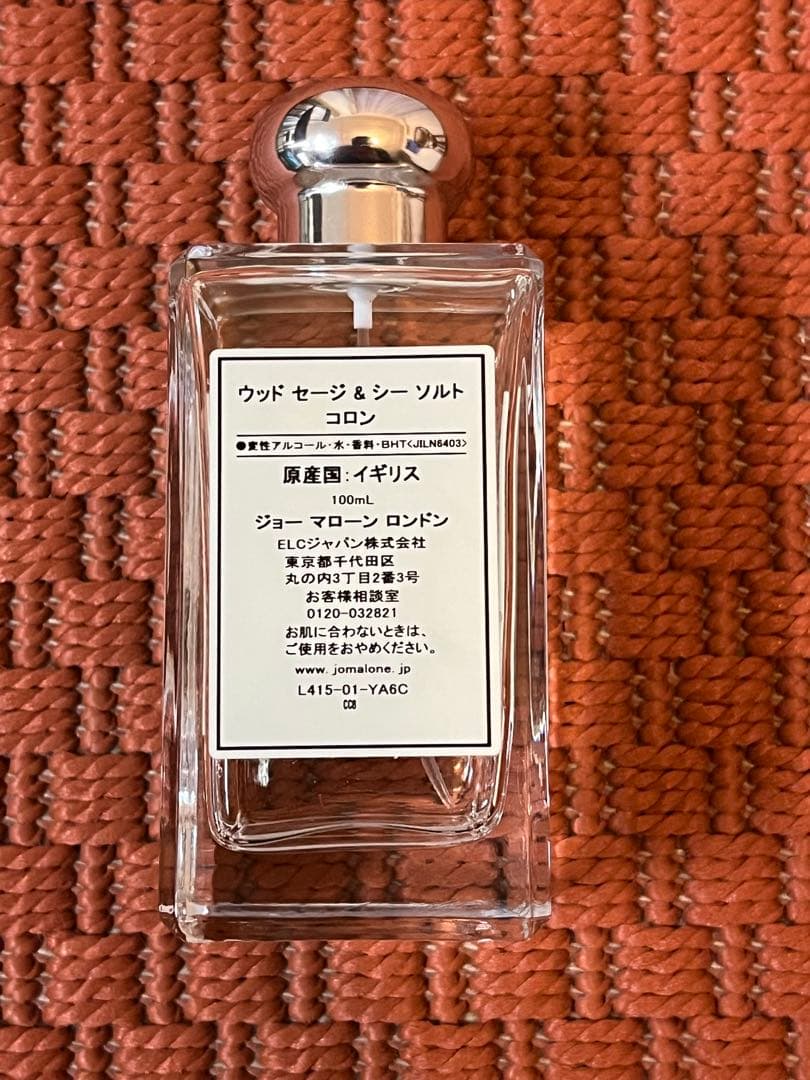 ウッド セージ & シー ソルト
コロン
●変性アルコール・水・香料・BHT<JILN6403>
原産国:イギリス
100mL
ジョー マローン ロンドン
ELCジャパン株式会社
東京都千代田区
丸の内3丁目2番3号
お客様相談室
0120-032821
お肌に合わないときは、
ご使用をおやめください。
www. jomalone. jp
L415-01-YA6C
CC8